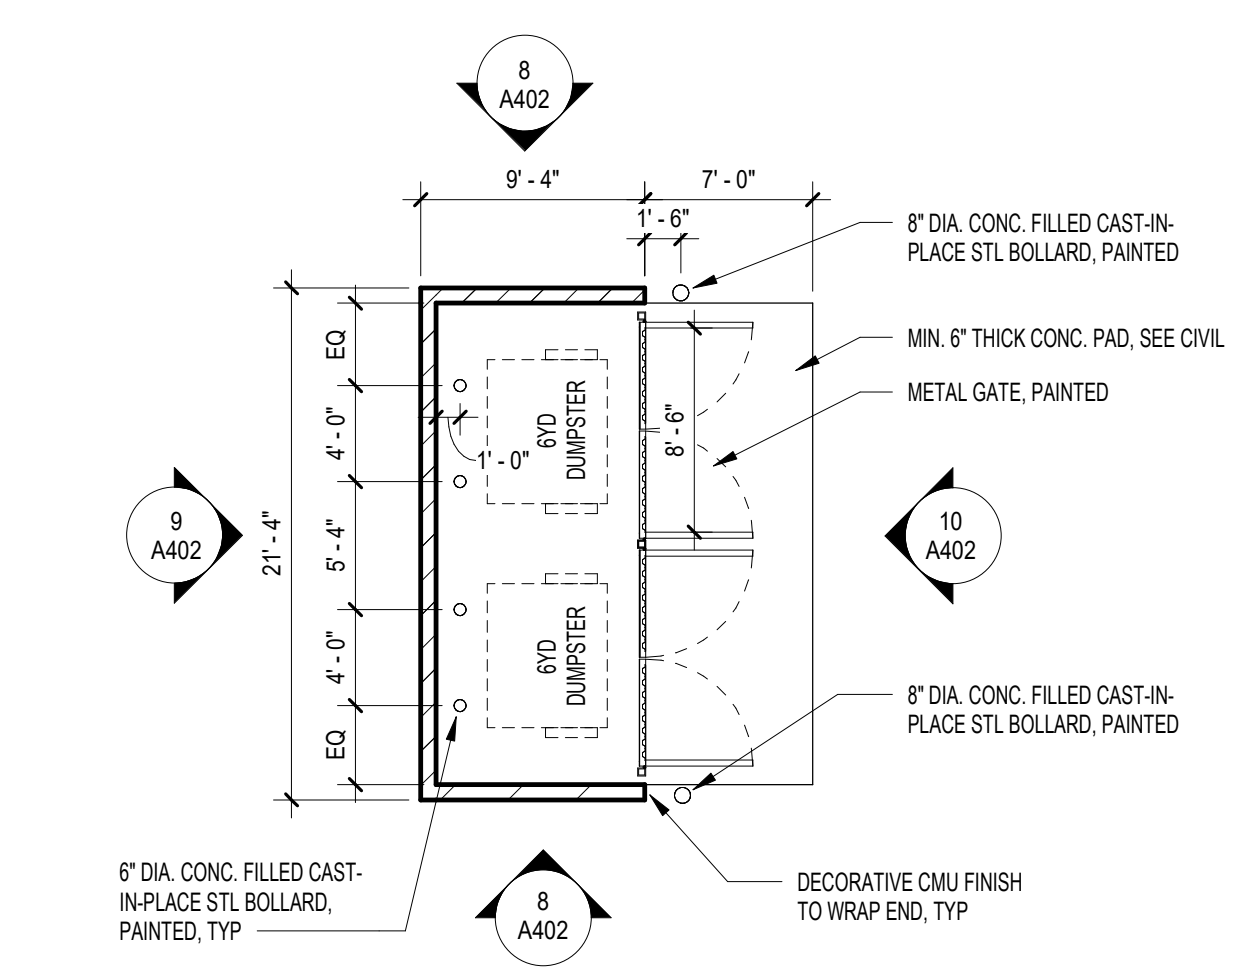 8
A402
9' - 4"
7' - 0"
1' - 6"
8" DIA. CONC. FILLED CAST-IN-
PLACE STL BOLLARD, PAINTED
MIN. 6" THICK CONC. PAD, SEE CIVIL
METAL GATE, PAINTED
EQ
4' - 0"
5' - 4"
4' - 0"
EQ
21' - 4"
1' - 0"
6YD
DUMPSTER
8' - 6"
9
A402
10
A402
6YD
DUMPSTER
8" DIA. CONC. FILLED CAST-IN-
PLACE STL BOLLARD, PAINTED
6" DIA. CONC. FILLED CAST-
IN-PLACE STL BOLLARD,
PAINTED, TYP
8
A402
DECORATIVE CMU FINISH
TO WRAP END, TYP